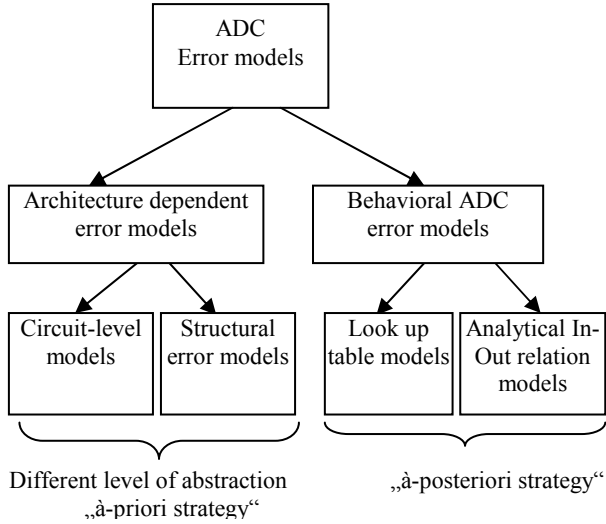 ADC
Error models
Architecture dependent
error models
Behavioral ADC
error models
Circuit-level
models
Structural
error models
Look up
table models
Analytical In-
Out relation
models
Different level of abstraction
„à-priori strategy“
„à-posteriori strategy“